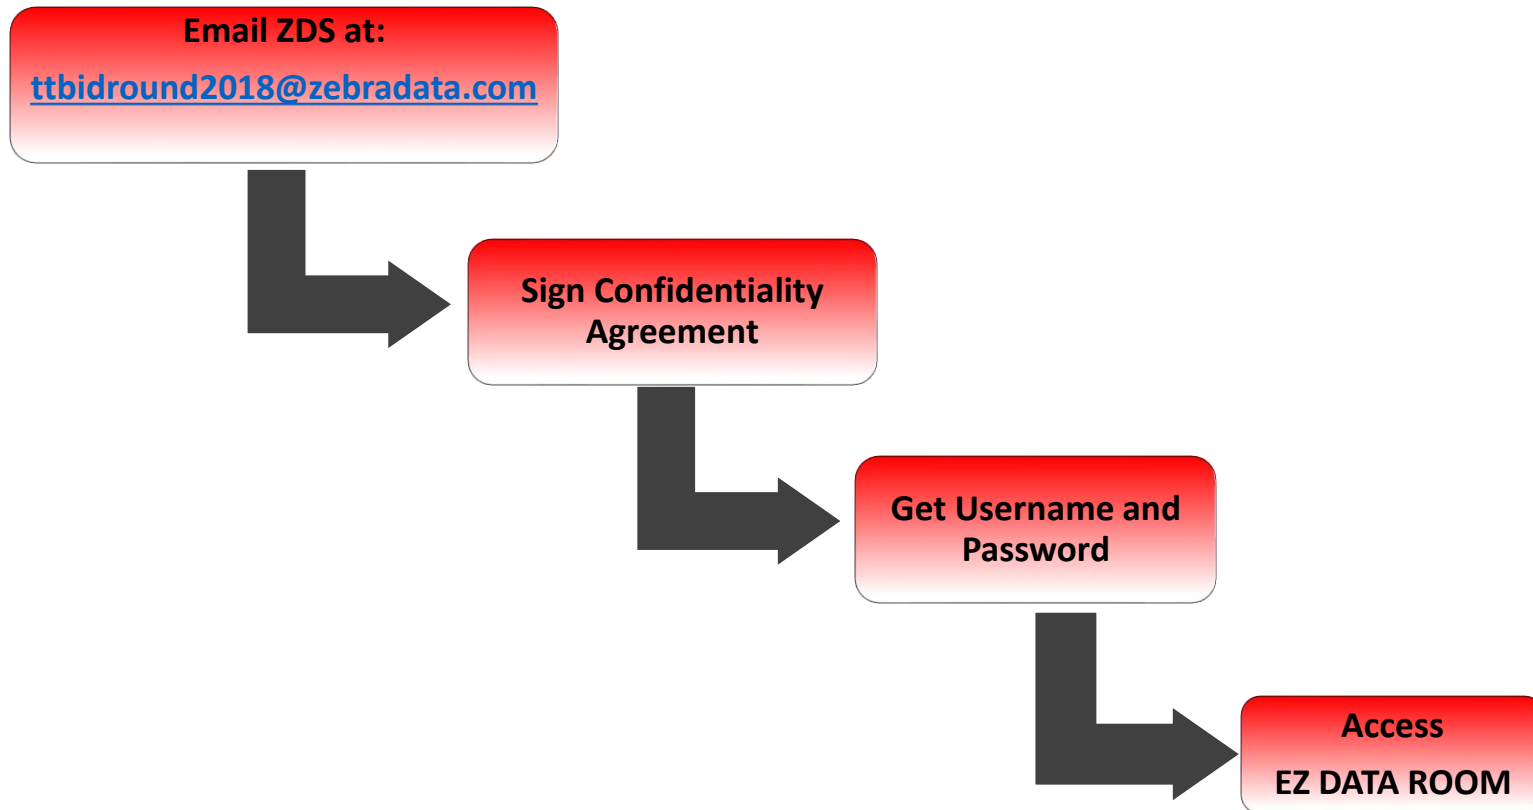 Email ZDS at:
ttbidround2018@zebradata.com
Sign Confidentiality
Agreement
Get Username and
Password
Access
EZ DATA ROOM